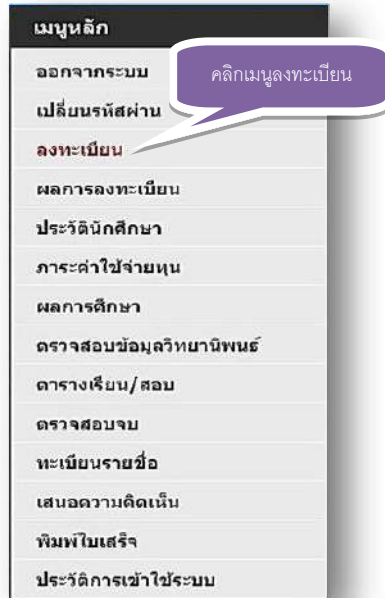 เมนูหลัก
ออกจากระบบ
คลิกเมนูลงทะเบียน
เปลี่ยนรหัสผ่าน
ลงทะเบียน
ผลการลงทะเบียน
ประวัตินักศึกษา
ภาระค่าใช้จ่ายทุน
ผลการศึกษา
ตรวจสอบข้อมูลวิทยานิพนธ์
ตารางเรียน/สอบ
ตรวจสอบจบ
ทะเบียนรายชื่อ
เสนอความคิดเห็น
พิมพ์ใบเสร็จ
ประวัติการเข้าใช้ระบบ